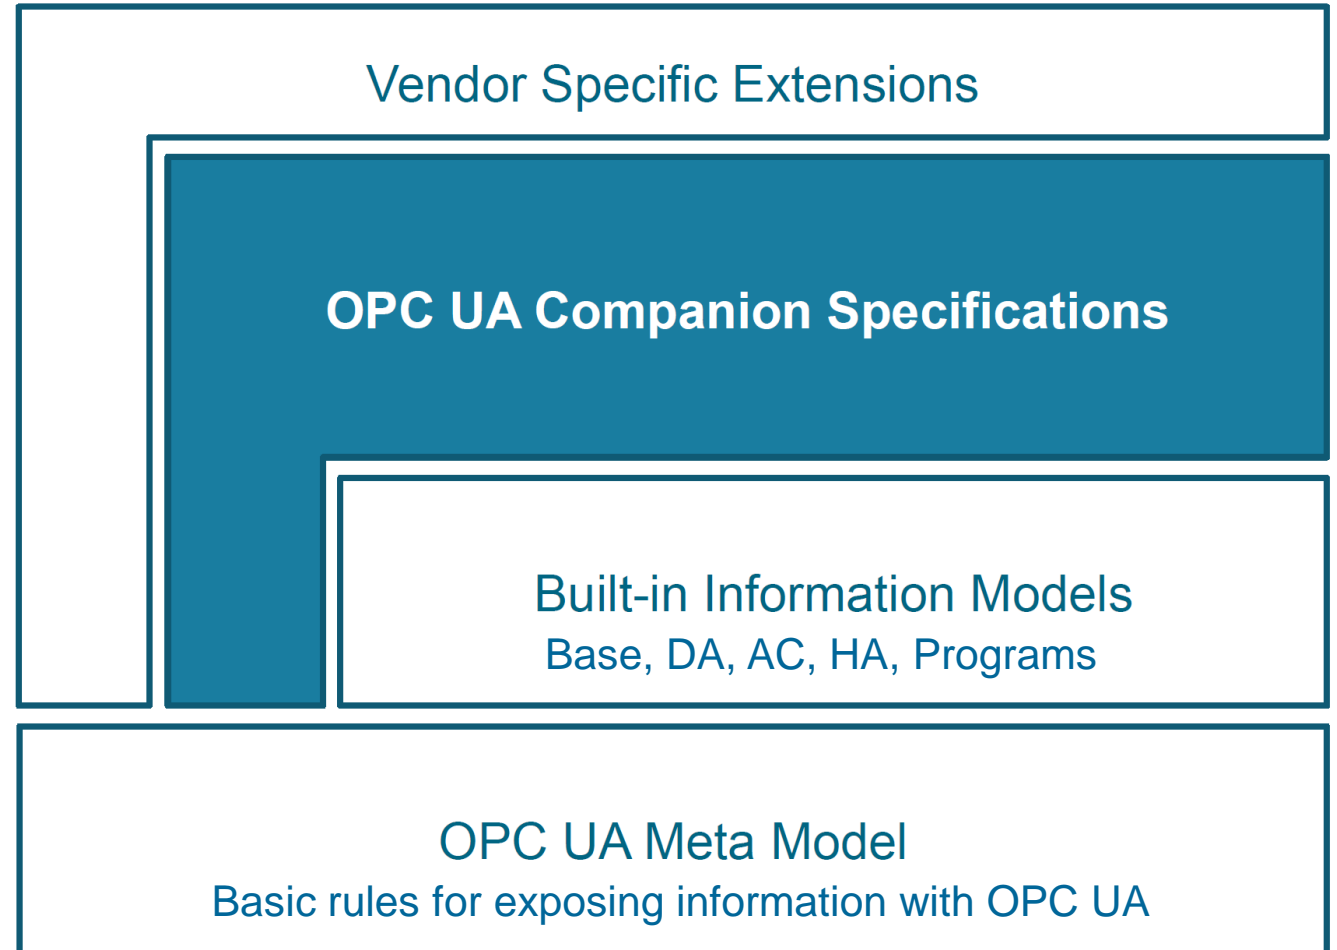 Vendor Specific Extensions
OPC UA Companion Specifications
Built-in Information Models
Base, DA, AC, HA, Programs
OPC UA Meta Model
Basic rules for exposing information with OPC UA